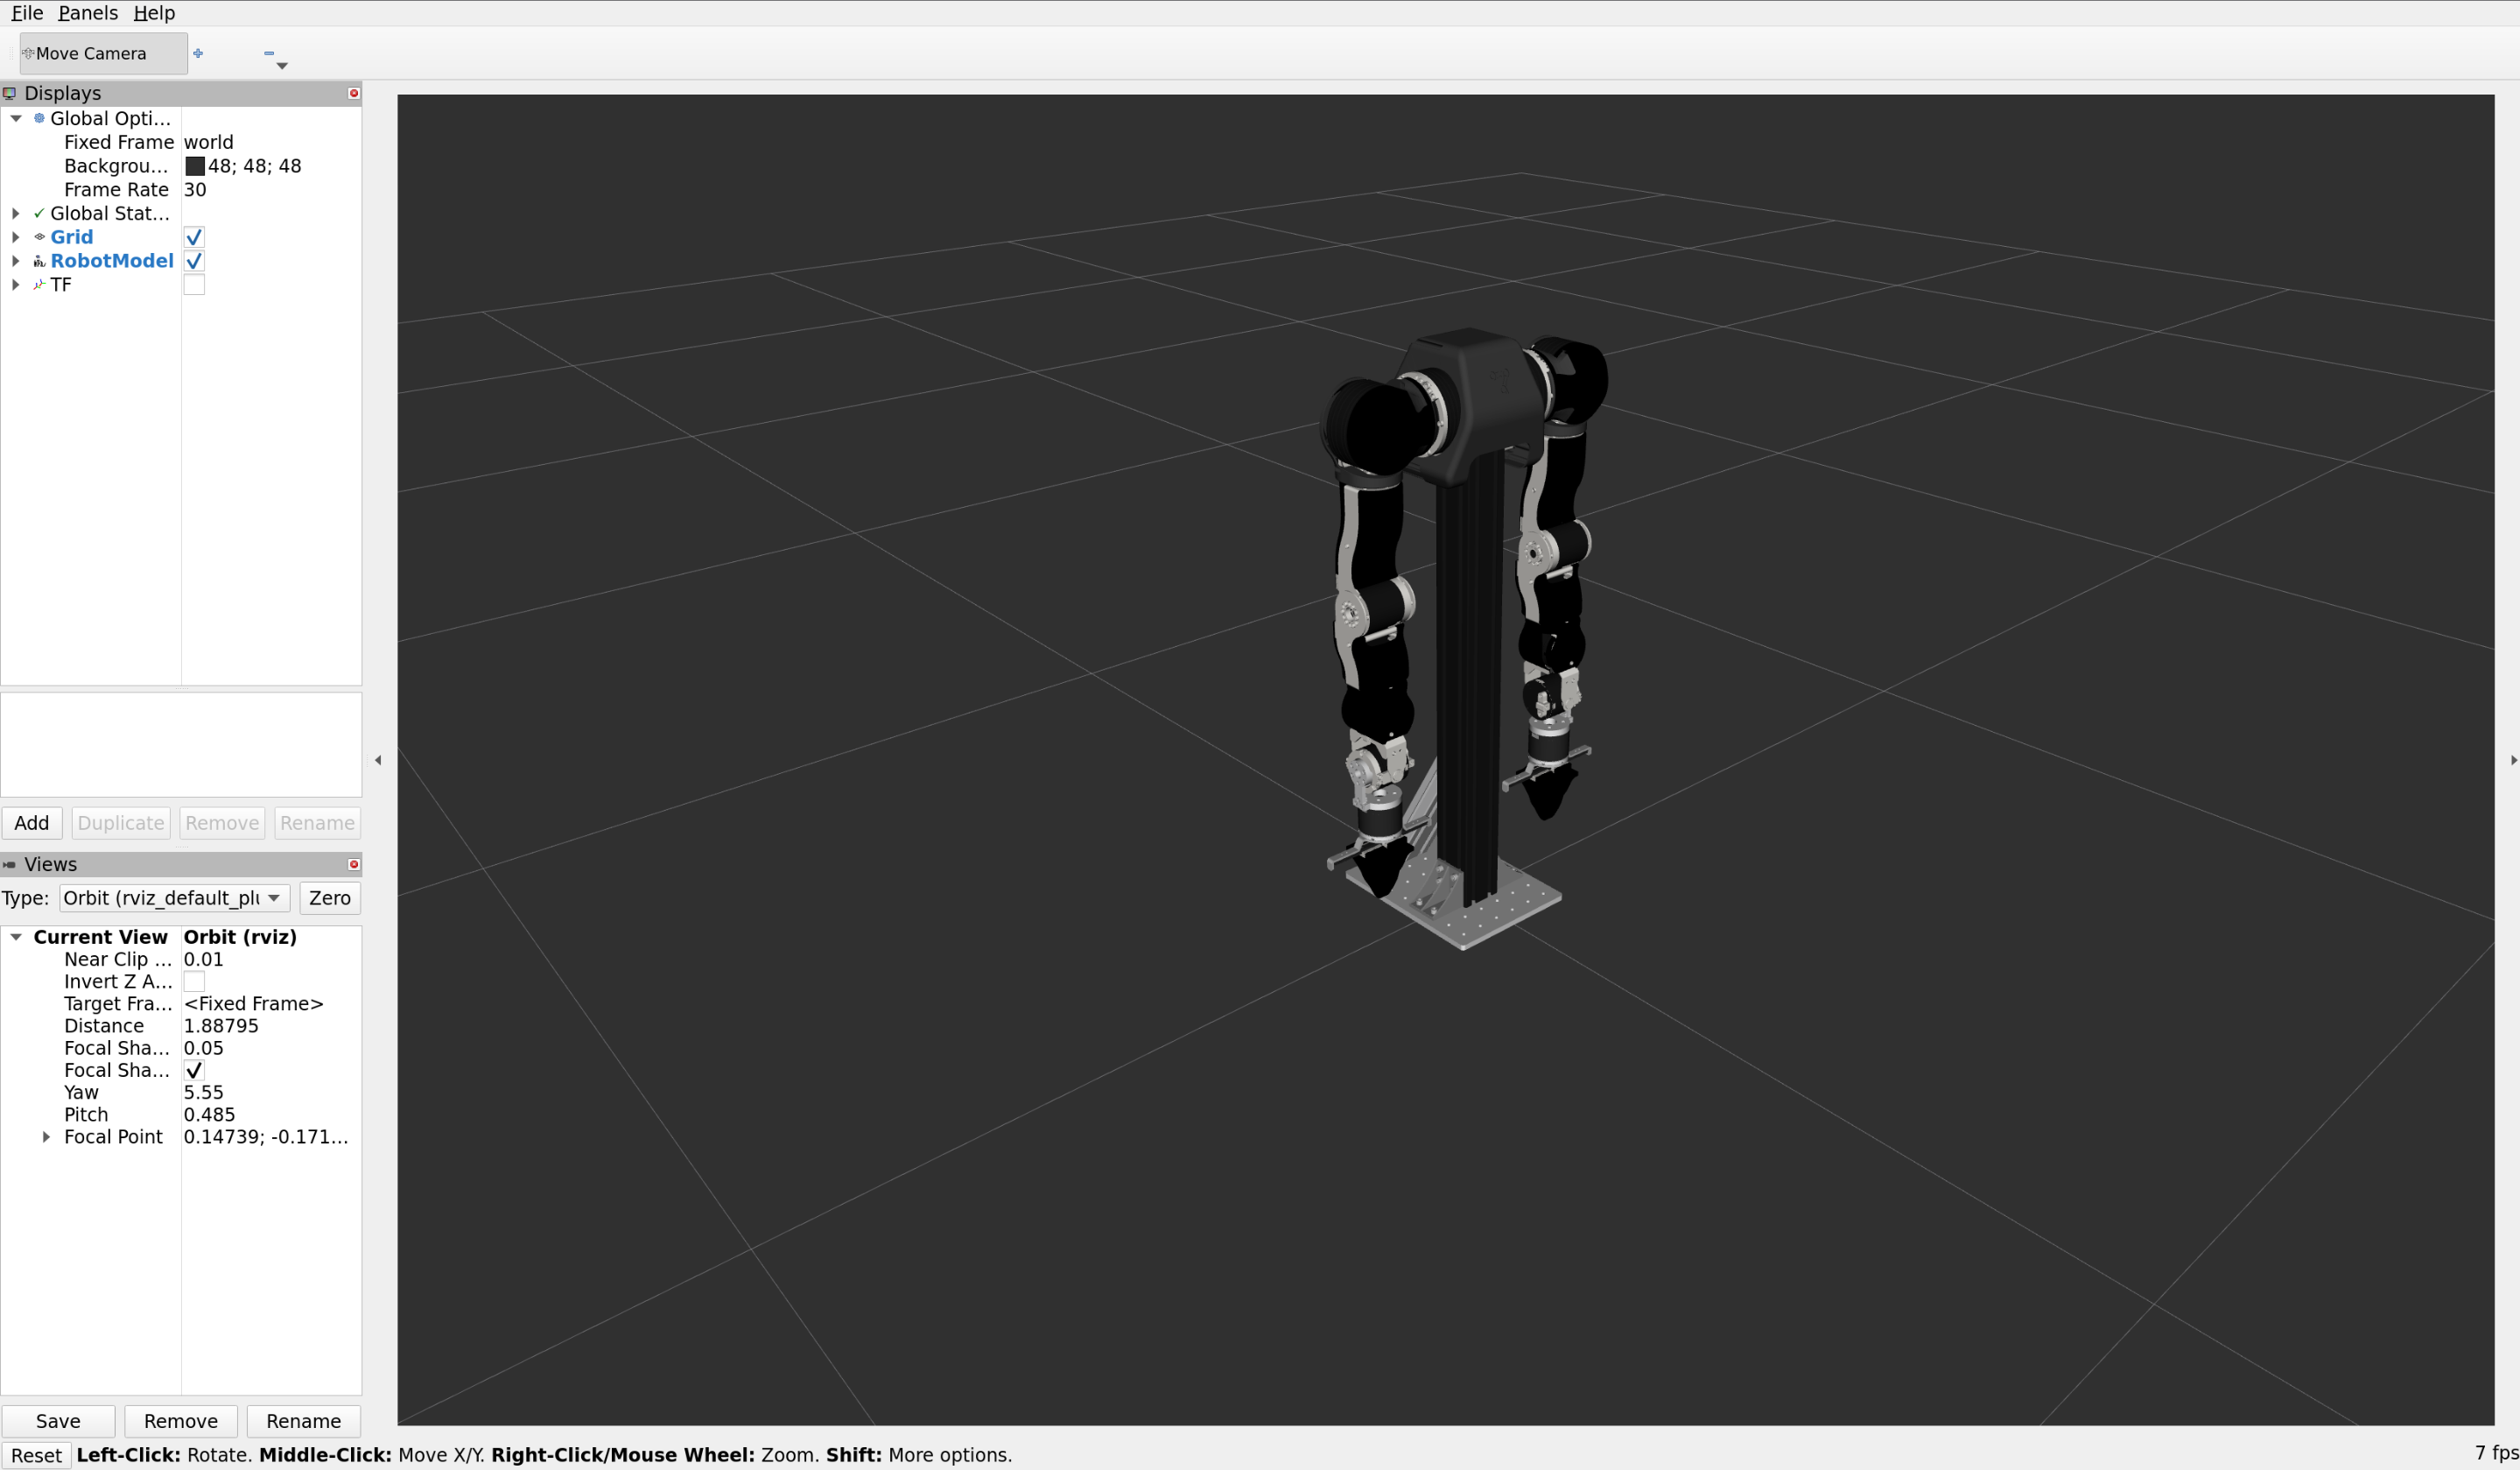 File Panels Help
Move Camera
Displays
Global Opti...
Fixed Frame world
Backgrou... 48; 48; 48
Frame Rate 30
Global Stat...
Grid
RobotModel
TF
Add Duplicate Remove Rename
Views
Type: Orbit (rviz_default_plu Zero
Current View Orbit (rviz)
Near Clip ... 0.01
Invert Z A...
Target Fra... <Fixed Frame>
Distance 1.88795
Focal Sha... 0.05
Focal Sha...
Yaw 5.55
Pitch 0.485
Focal Point 0.14739; -0.171...
Save Remove Rename
Reset Left-Click: Rotate. Middle-Click: Move X/Y. Right-Click/Mouse Wheel: Zoom. Shift: More options. 7 fps